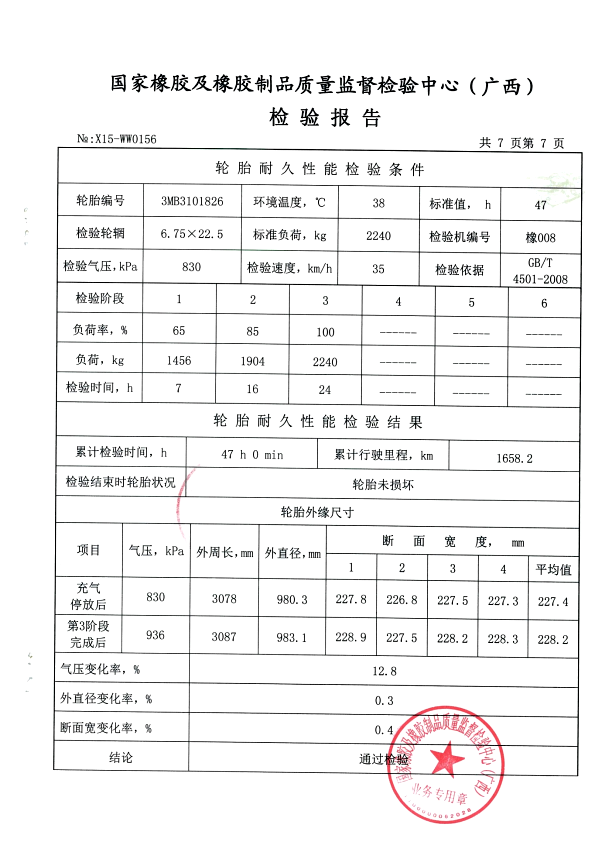 国家橡胶及橡胶制品质量监督检验中心（广西）
检 验 报 告
№:X15-WW0156 共 7 页第 7 页
轮 胎 耐 久 性 能 检 验 条 件
轮胎编号 3MB3101826 环境温度，℃ 38 标准值， h 47
检验轮辋 6.75×22.5 标准负荷，kg 2240 检验机编号 橡008
检验气压，kPa 830 检验速度，km/h 35 检验依据 GB/T 4501-2008
检验阶段 1 2 3 4 5 6
负荷率，% 65 85 100 ------ ------ ------
负荷，kg 1456 1904 2240 ------ ------ ------
检验时间，h 7 16 24 ------ ------ ------
轮 胎 耐 久 性 能 检 验 结 果
累计检验时间，h 47 h 0 min 累计行驶里程，km 1658.2
检验结束时轮胎状况 轮胎未损坏
轮胎外缘尺寸
项目 气压，kPa 外周长，mm 外直径，mm 断 面 宽 度， mm
1 2 3 4 平均值
充气停放后 830 3078 980.3 227.8 226.8 227.5 227.3 227.4
第3阶段完成后 936 3087 983.1 228.9 227.5 228.2 228.3 228.2
气压变化率，% 12.8
外直径变化率，% 0.3
断面宽变化率，% 0.4
结论 通过检验
国家橡胶及橡胶制品质量监督检验中心(广西)
业务专用章